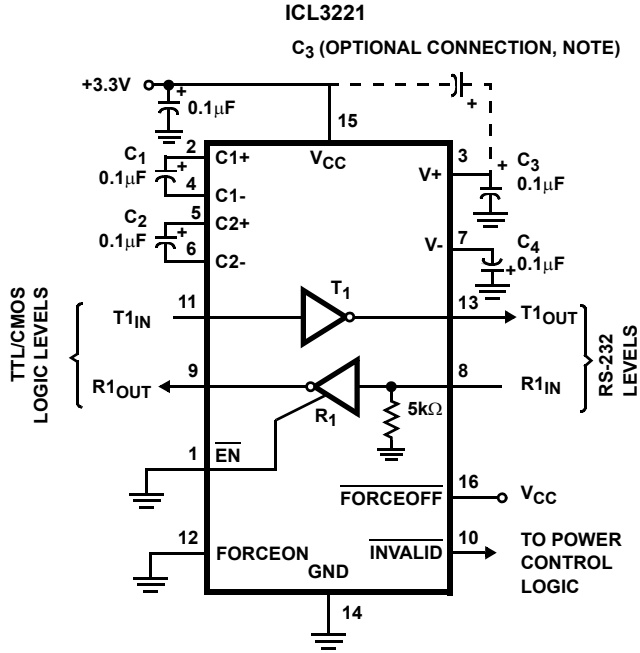 ICL3221
C3 (OPTIONAL CONNECTION, NOTE)
+3.3V
+
0.1μF
15
+
2
C1+
VCC
3
V+
+
C3
0.1μF
C1
0.1μF
+
4
C1-
C2
0.1μF
+
5
C2+
6
C2-
7
V-
C4
0.1μF
+
TTL/CMOS
LOGIC LEVELS
T1IN
11
T1
13
T1OUT
R1OUT
9
R1
5kΩ
8
R1IN
RS-232
LEVELS
1
EN
16
FORCEOFF
VCC
12
FORCEON
10
INVALID
TO POWER
CONTROL
LOGIC
GND
14